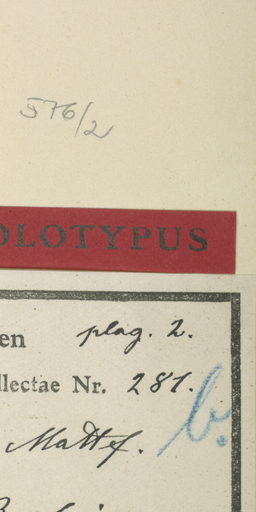 576/2
OLOTYPUS
en plag. 2.
llectae Nr. 281.
Mattf.
b.